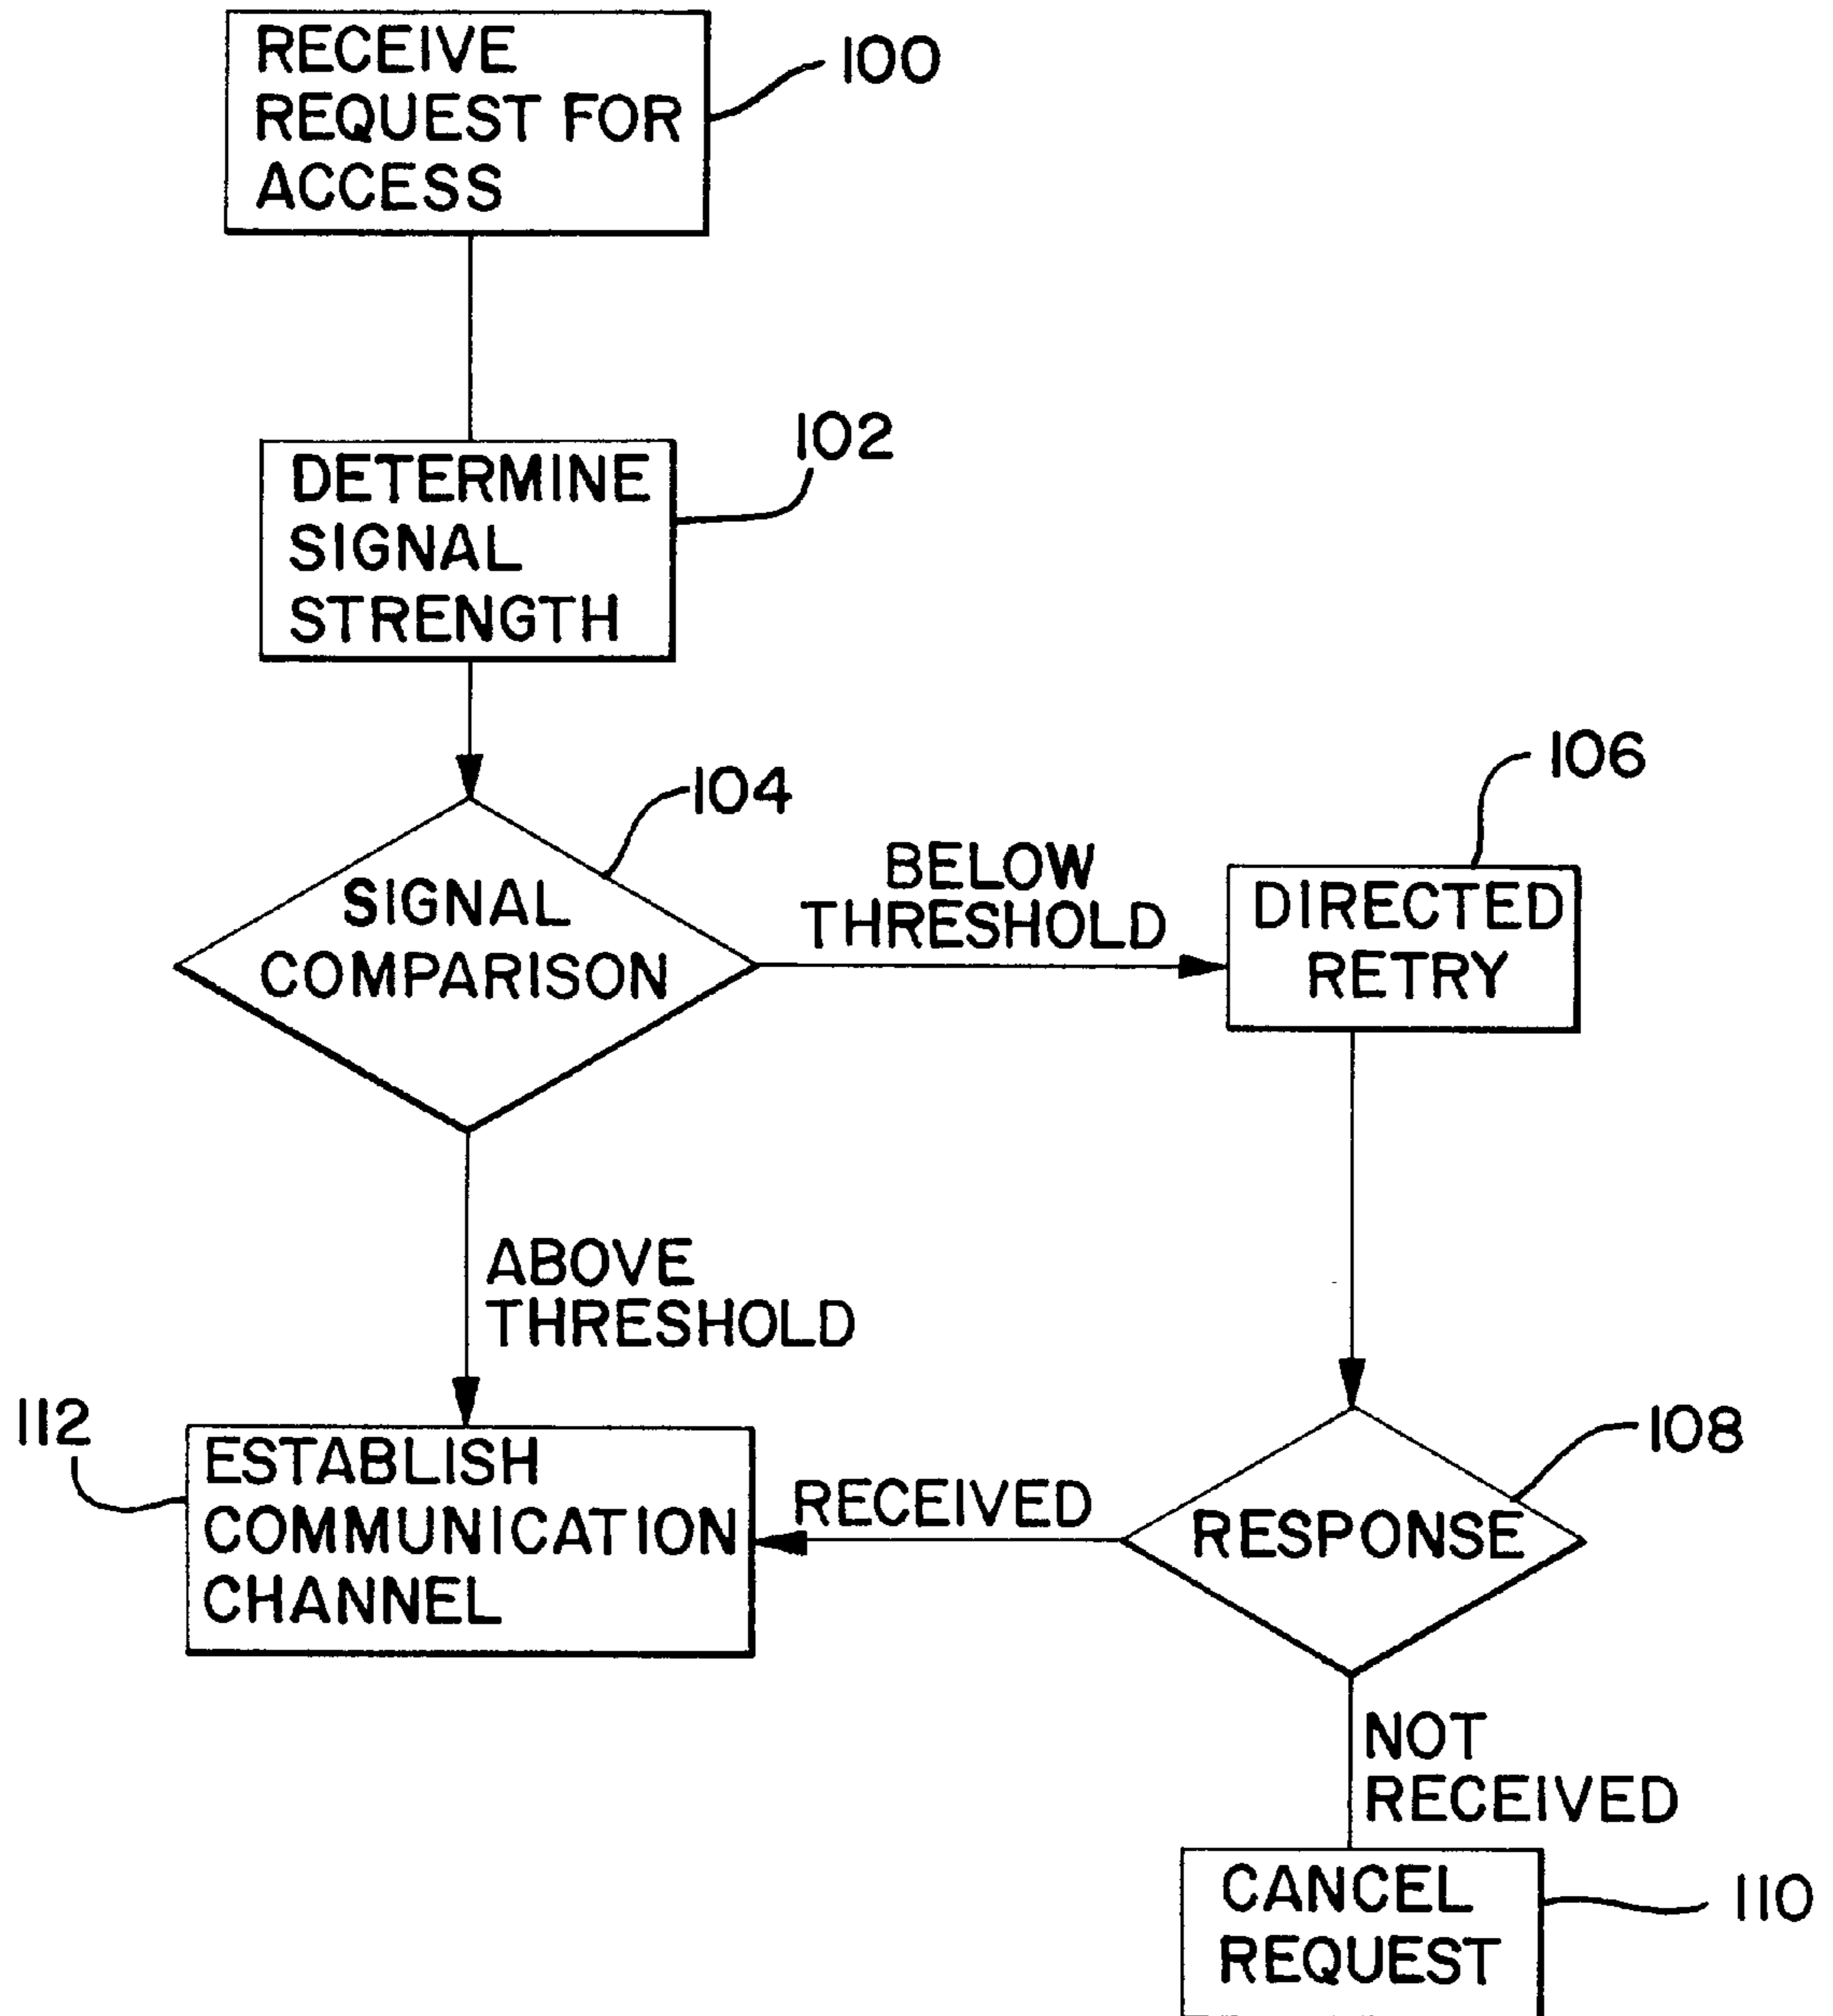 RECEIVE
REQUEST FOR
ACCESS
100
DETERMINE
SIGNAL
STRENGTH
102
SIGNAL
COMPARISON
104
BELOW
THRESHOLD
DIRECTED
RETRY
106
ABOVE
THRESHOLD
112
ESTABLISH
COMMUNICATION
CHANNEL
RECEIVED
RESPONSE
108
NOT
RECEIVED
CANCEL
REQUEST
110